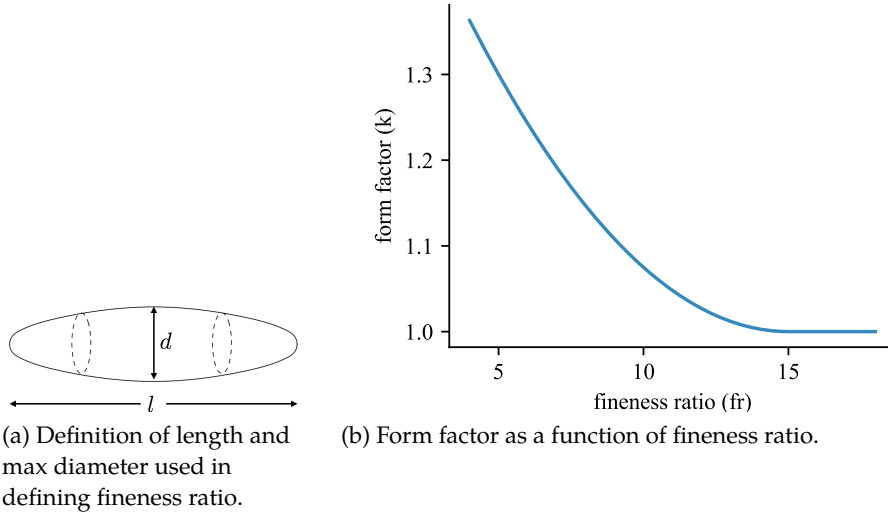 d
l
(a) Definition of length and
max diameter used in
defining fineness ratio.
form factor (k)
1.3
1.2
1.1
1.0
5 10 15
fineness ratio (fr)
(b) Form factor as a function of fineness ratio.